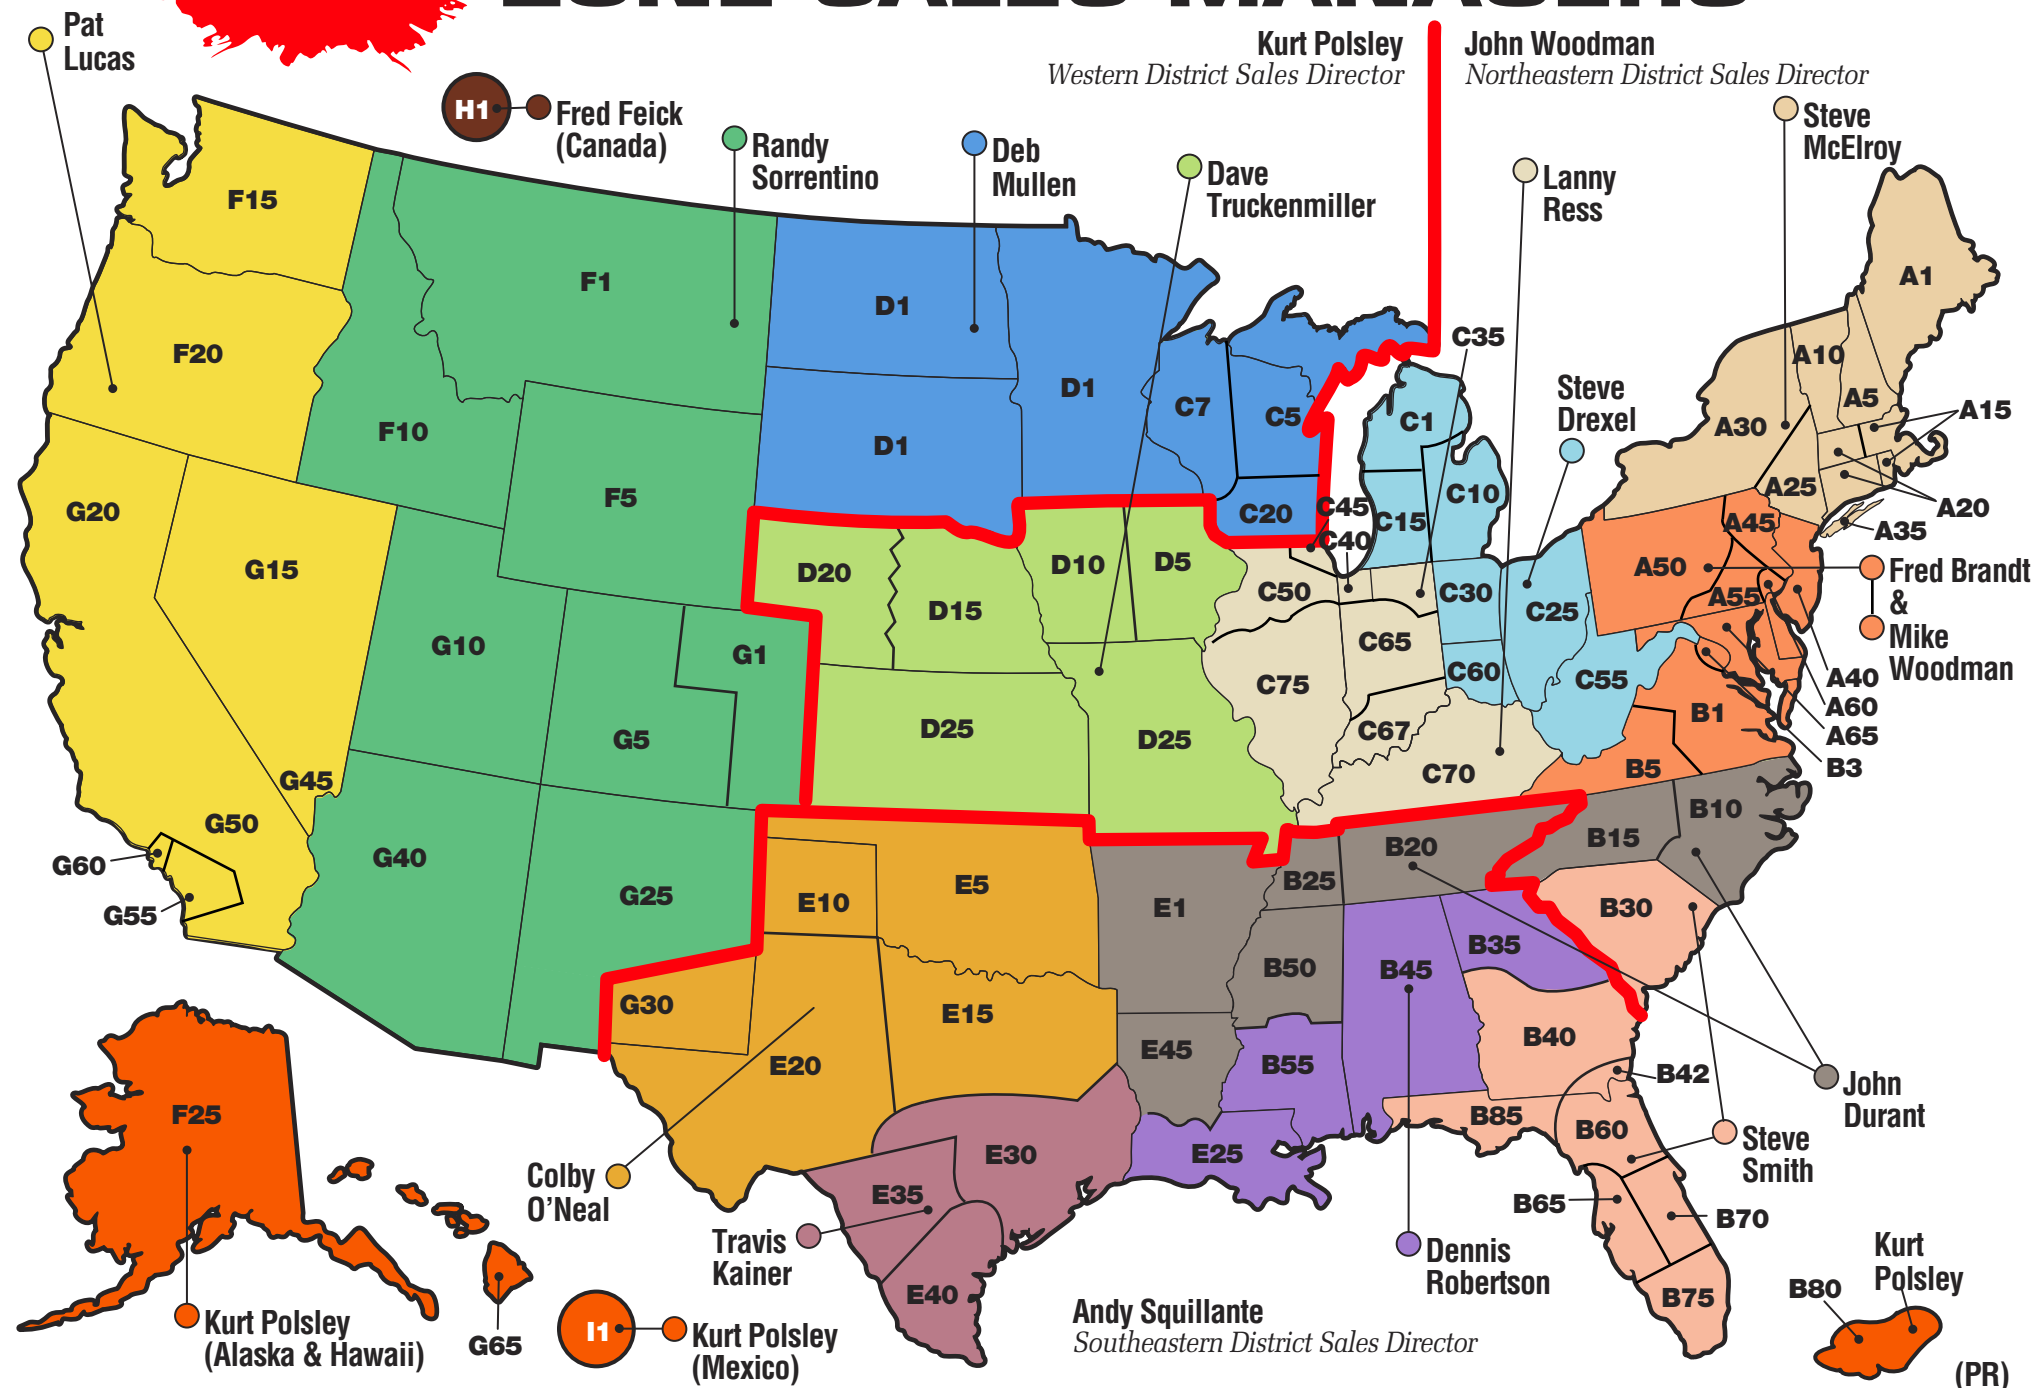 ZONE SALES MANAGERS
Pat
Lucas
Kurt Polsley
Western District Sales Director
John Woodman
Northeastern District Sales Director
H1
Fred Feick
(Canada)
Randy
Sorrentino
Deb
Mullen
Dave
Truckenmiller
Lanny
Ress
Steve
McElroy
Steve
Drexel
Fred Brandt
&
Mike
Woodman
F15
F1
D1
A1
F20
D1
C7
C5
C35
C1
A10
A5
A15
A30
F10
D1
F5
G20
G15
C20
C45
C40
C15
C10
A25
A20
A45
A35
D20
D10
D5
D15
C50
C30
C25
A50
A55
G10
G1
C65
C60
C75
C55
A40
A60
A65
B3
B1
G5
D25
D25
C67
C70
B5
G45
G50
G60
G55
G40
G25
E10
E5
E1
B25
B20
B15
B10
B30
B35
B50
B45
G30
E15
E20
E45
B55
B40
B42
B85
B60
E30
E25
E35
E40
B65
B70
B75
F25
G65
B80
John
Durant
Steve
Smith
Colby
O’Neal
Travis
Kainer
Dennis
Robertson
Kurt Polsley
(Alaska & Hawaii)
I1
Kurt Polsley
(Mexico)
Andy Squillante
Southeastern District Sales Director
Kurt
Polsley
(PR)